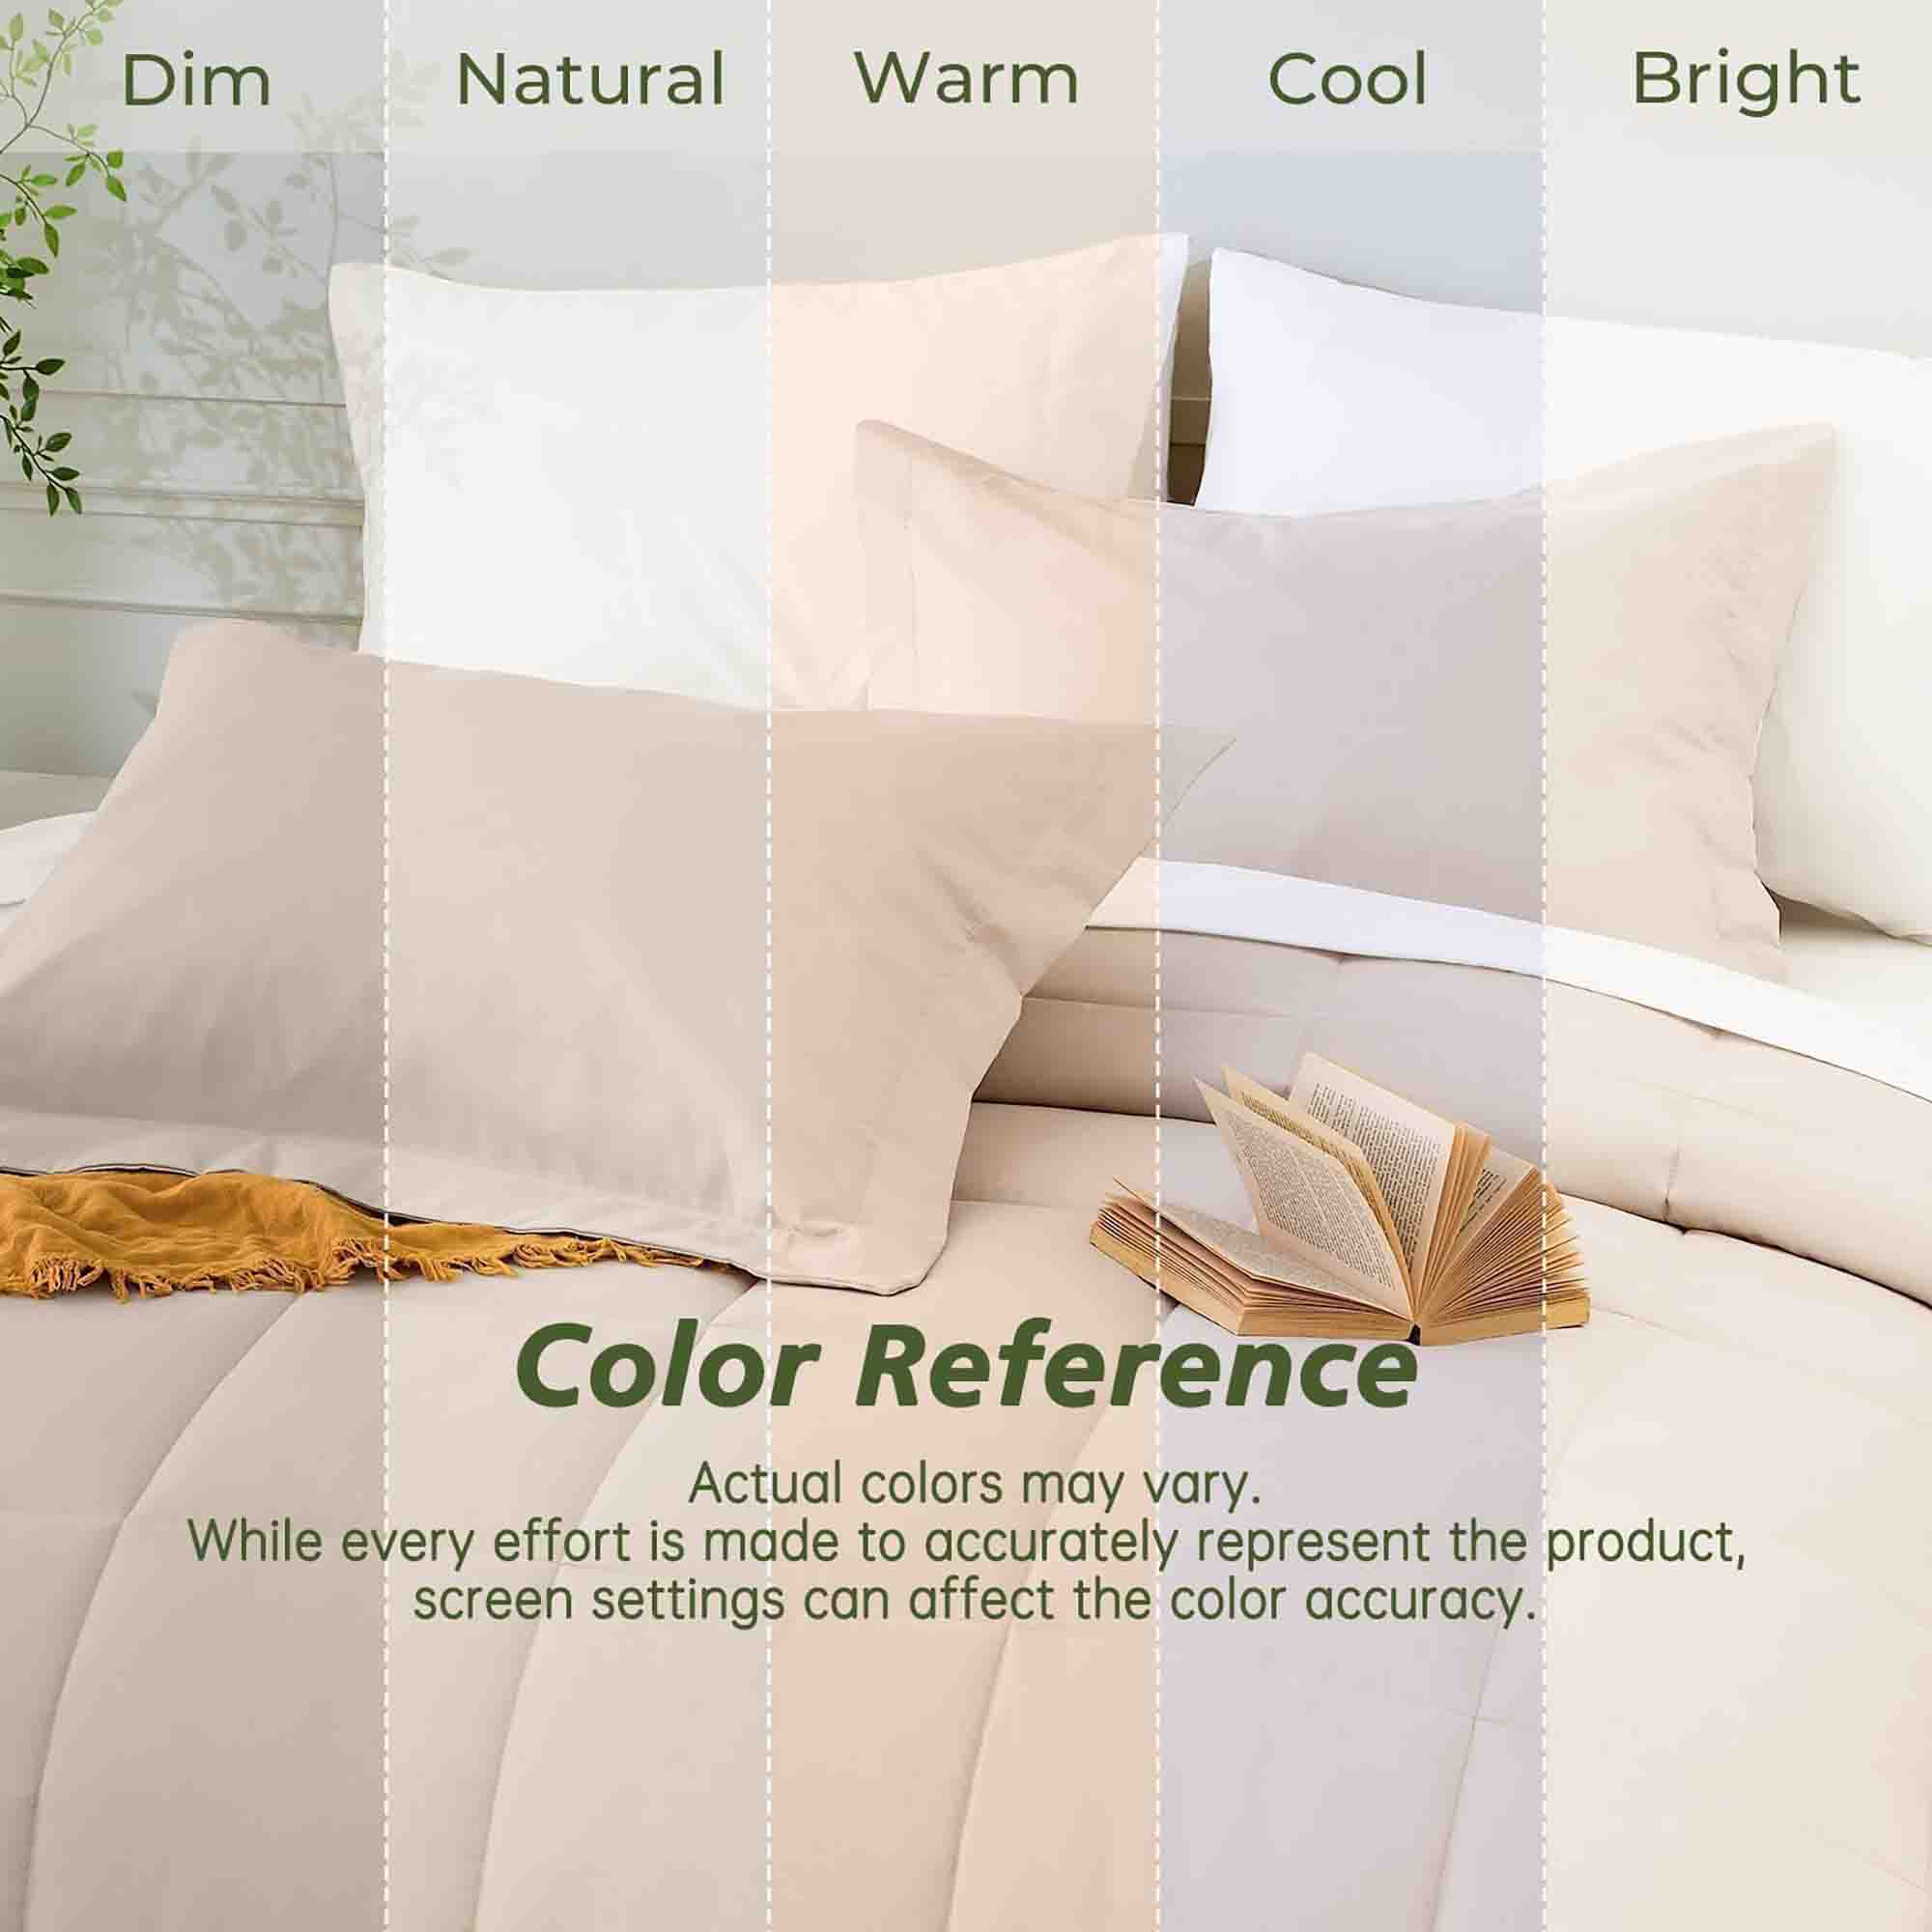 Dim Natural Warm Cool Bright
Color Reference
Actual colors may vary.
While every effort is made to accurately represent the product,
screen settings can affect the color accuracy.